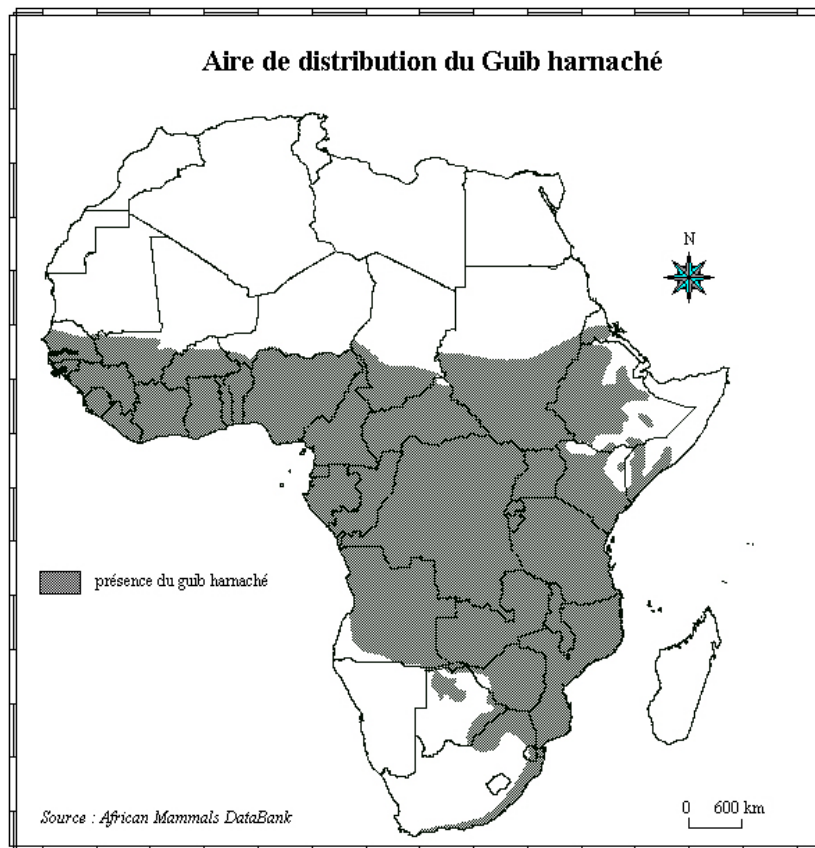 Aire de distribution du Guib harnaché
N
présence du guib harnaché
Source : African Mammals DataBank
0 600 km